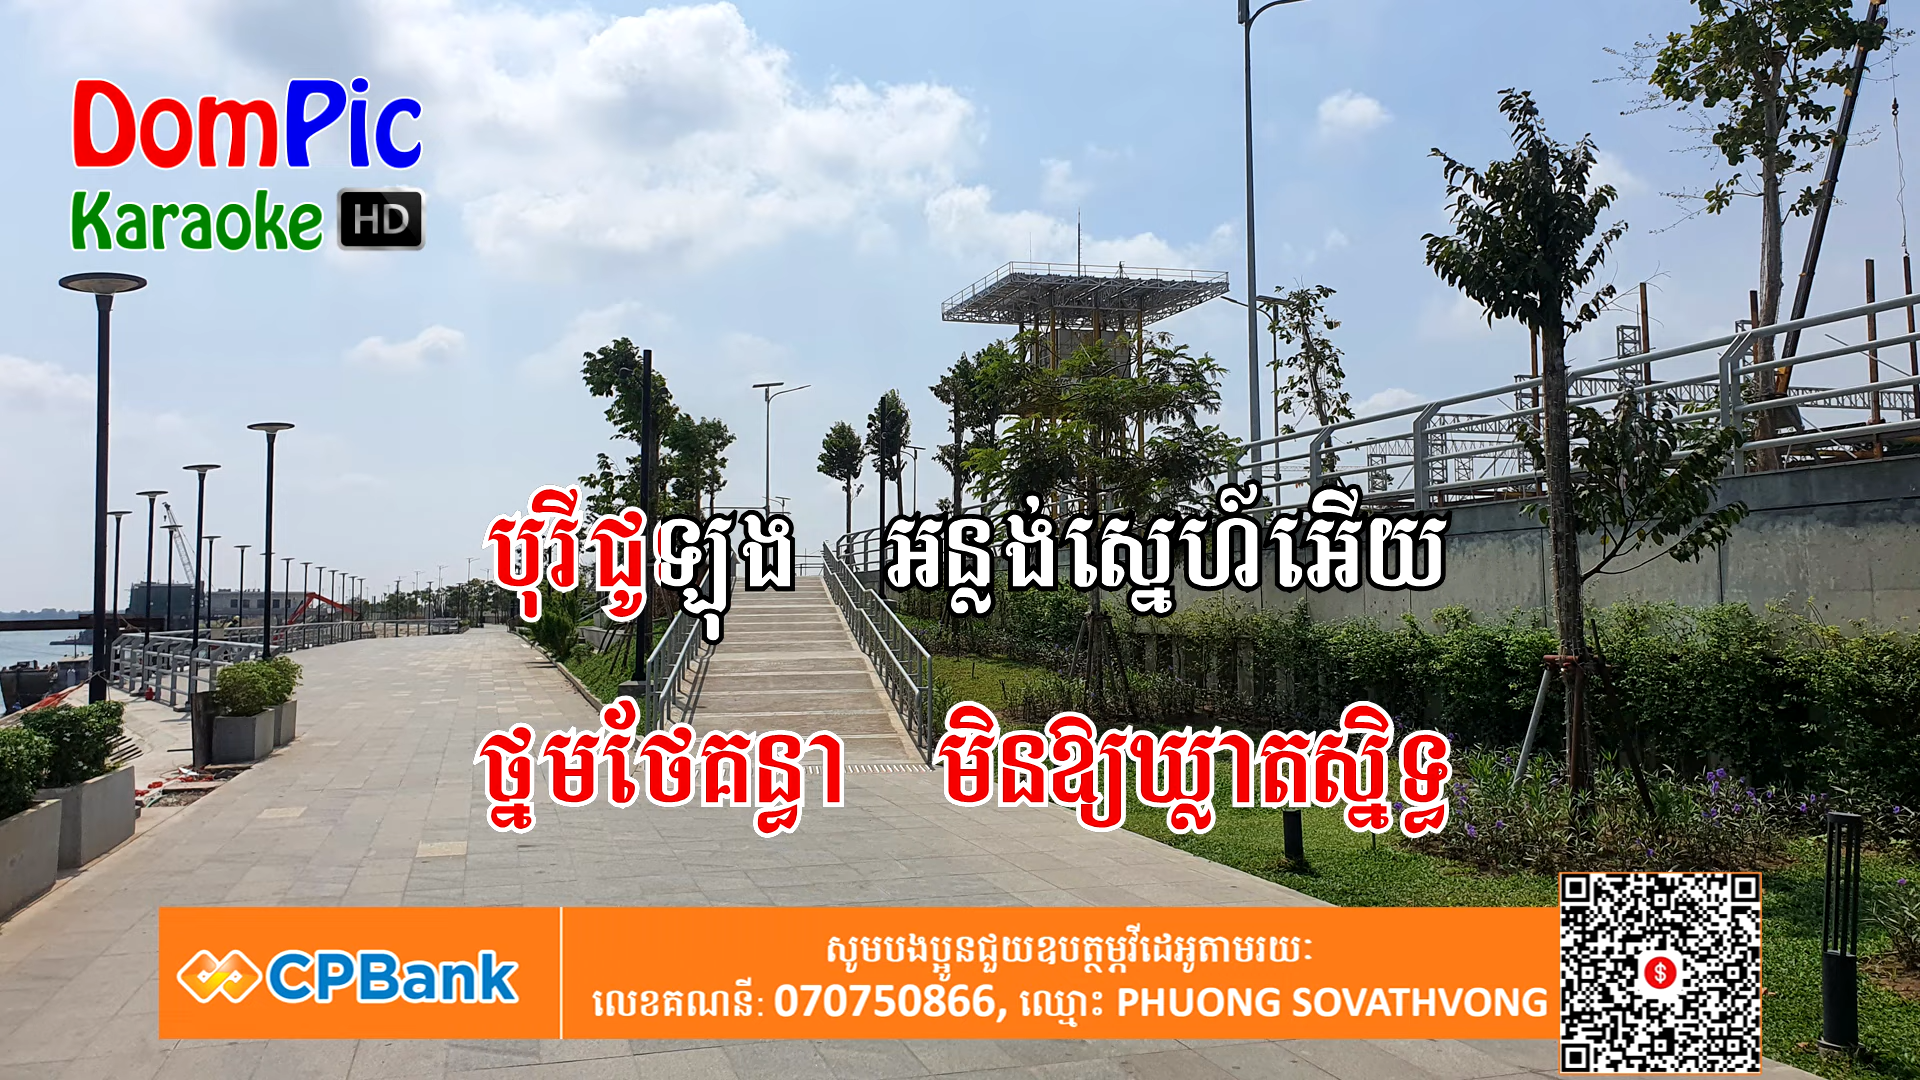 DomPic
Karaoke HD
បុរីជូឡុង អន្លង់ស្នេហ៍អើយ
ថ្នមថែគន្ធា មិនឱ្យឃ្លាតស្និទ្ធ
CPBank
សូមបងប្អូនជួយឧបត្ថម្ភវីដេអូតាមរយៈ
លេខគណនី: 070750866, ឈ្មោះ PHUONG SOVATHVONG